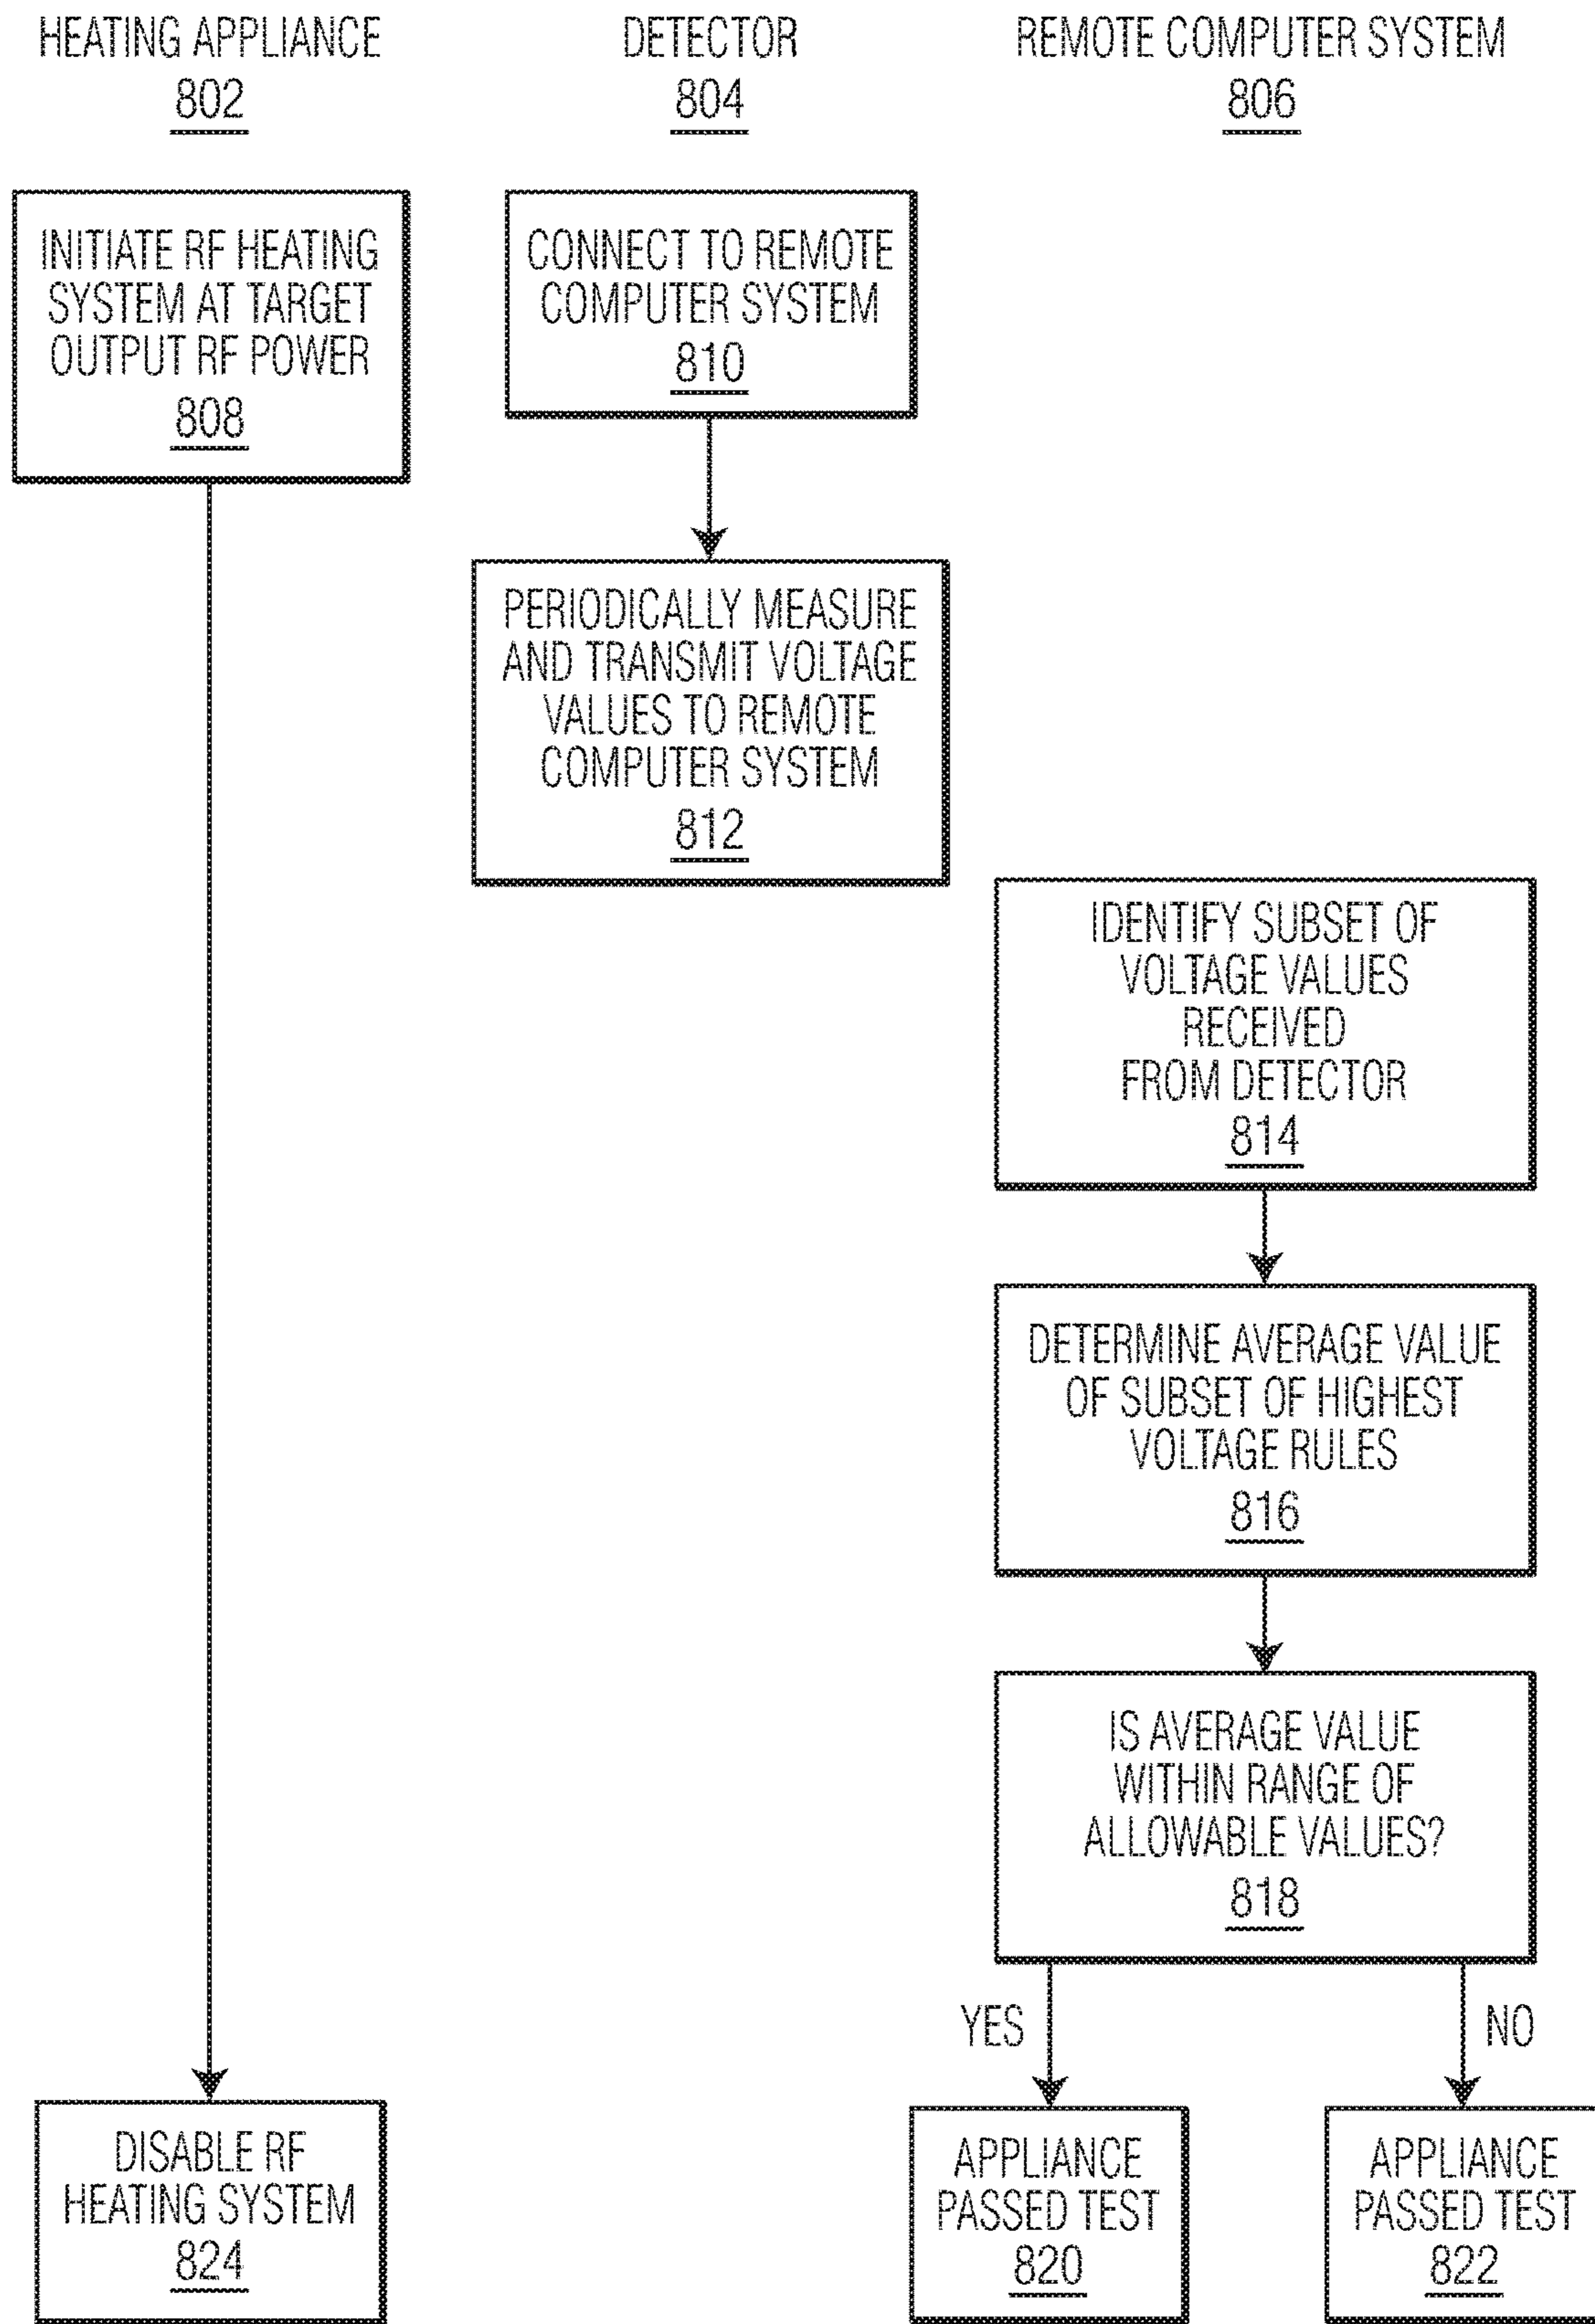 HEATING APPLIANCE
802
DETECTOR
804
REMOTE COMPUTER SYSTEM
806
INITIATE RF HEATING
SYSTEM AT TARGET
OUTPUT RF POWER
808
CONNECT TO REMOTE
COMPUTER SYSTEM
810
PERIODICALLY MEASURE
AND TRANSMIT VOLTAGE
VALUES TO REMOTE
COMPUTER SYSTEM
812
IDENTIFY SUBSET OF
VOLTAGE VALUES
RECEIVED
FROM DETECTOR
814
DETERMINE AVERAGE VALUE
OF SUBSET OF HIGHEST
VOLTAGE RULES
816
IS AVERAGE VALUE
WITHIN RANGE OF
ALLOWABLE VALUES?
818
YES
NO
DISABLE RF
HEATING SYSTEM
824
APPLIANCE
PASSED TEST
820
APPLIANCE
PASSED TEST
822